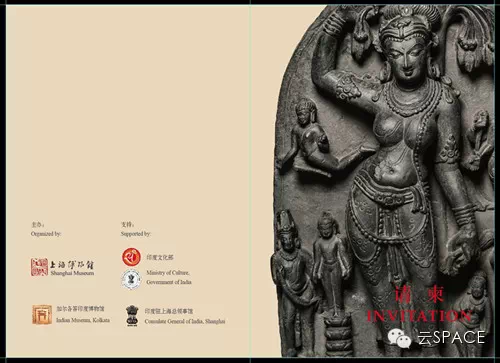 主办:
Organized by:
支持:
Supported by:
上海博物館
Shanghai Museum
印度文化部
Ministry of Culture,
Government of India
加尔各答印度博物馆
Indian Museum, Kolkata
印度驻上海总领事馆
Consulate General of India, Shanghai
請柬
INVITATION
云SPACE